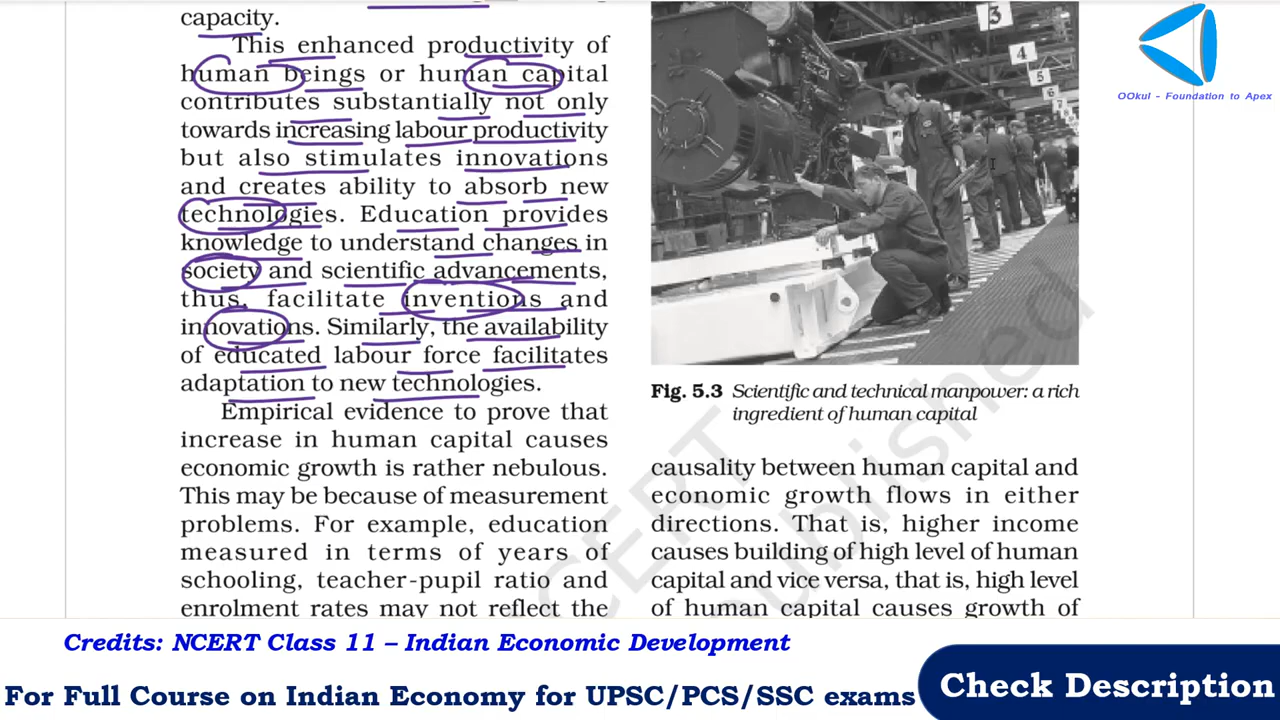 capacity.
This enhanced productivity of
human beings or human capital
contributes substantially not only
towards increasing labour productivity
but also stimulates innovations
and creates ability to absorb new
technologies. Education provides
knowledge to understand changes in
society and scientific advancements,
thus, facilitate inventions and
innovations. Similarly, the availability
of educated labour force facilitates
adaptation to new technologies.
Empirical evidence to prove that
increase in human capital causes
economic growth is rather nebulous.
This may be because of measurement
problems. For example, education
measured in terms of years of
schooling, teacher-pupil ratio and
enrolment rates may not reflect the
3
4
5
6
7
Fig. 5.3 Scientific and technical manpower: a rich
ingredient of human capital
causality between human capital and
economic growth flows in either
directions. That is, higher income
causes building of high level of human
capital and vice versa, that is, high level
of human capital causes growth of
OOkul - Foundation to Apex
Credits: NCERT Class 11 – Indian Economic Development
For Full Course on Indian Economy for UPSC/PCS/SSC exams
Check Description